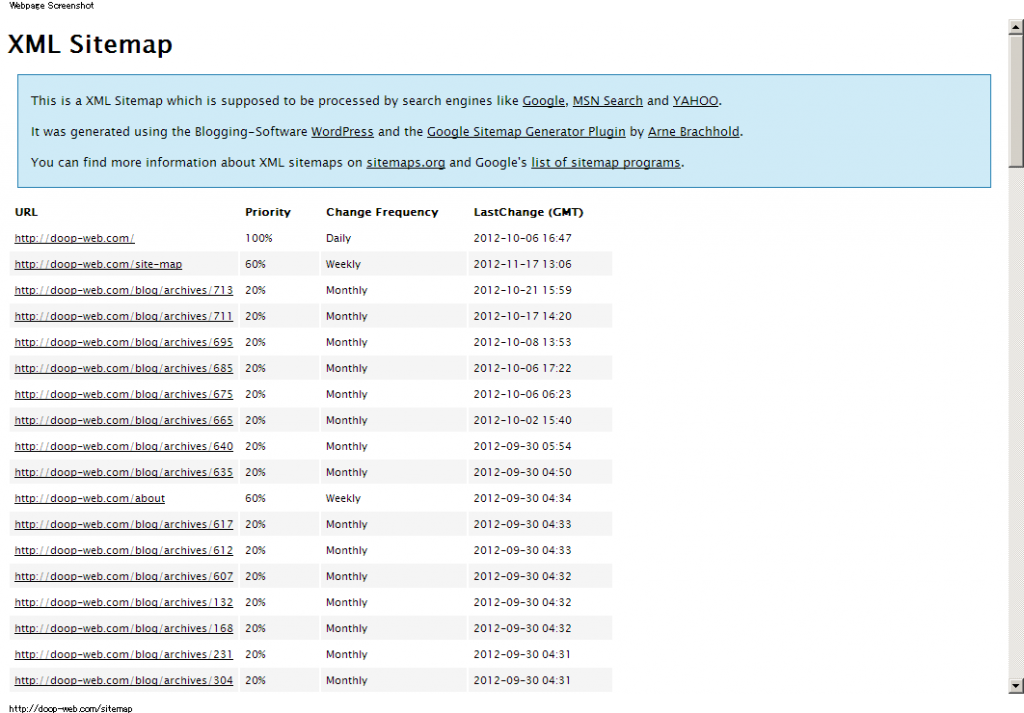 Webpage Screenshot
XML Sitemap
This is a XML Sitemap which is supposed to be processed by search engines like Google, MSN Search and YAHOO.
It was generated using the Blogging-Software WordPress and the Google Sitemap Generator Plugin by Arne Brachhold.
You can find more information about XML sitemaps on sitemaps.org and Google's list of sitemap programs.
URL Priority Change Frequency LastChange (GMT)
http://doop-web.com/ 100% Daily 2012-10-06 16:47
http://doop-web.com/site-map 60% Weekly 2012-11-17 13:06
http://doop-web.com/blog/archives/713 20% Monthly 2012-10-21 15:59
http://doop-web.com/blog/archives/711 20% Monthly 2012-10-17 14:20
http://doop-web.com/blog/archives/695 20% Monthly 2012-10-08 13:53
http://doop-web.com/blog/archives/685 20% Monthly 2012-10-06 17:22
http://doop-web.com/blog/archives/675 20% Monthly 2012-10-06 06:23
http://doop-web.com/blog/archives/665 20% Monthly 2012-10-02 15:40
http://doop-web.com/blog/archives/640 20% Monthly 2012-09-30 05:54
http://doop-web.com/blog/archives/635 20% Monthly 2012-09-30 04:50
http://doop-web.com/about 60% Weekly 2012-09-30 04:34
http://doop-web.com/blog/archives/617 20% Monthly 2012-09-30 04:33
http://doop-web.com/blog/archives/612 20% Monthly 2012-09-30 04:33
http://doop-web.com/blog/archives/607 20% Monthly 2012-09-30 04:32
http://doop-web.com/blog/archives/132 20% Monthly 2012-09-30 04:32
http://doop-web.com/blog/archives/168 20% Monthly 2012-09-30 04:32
http://doop-web.com/blog/archives/231 20% Monthly 2012-09-30 04:31
http://doop-web.com/blog/archives/304 20% Monthly 2012-09-30 04:31
http://doop-web.com/sitemap